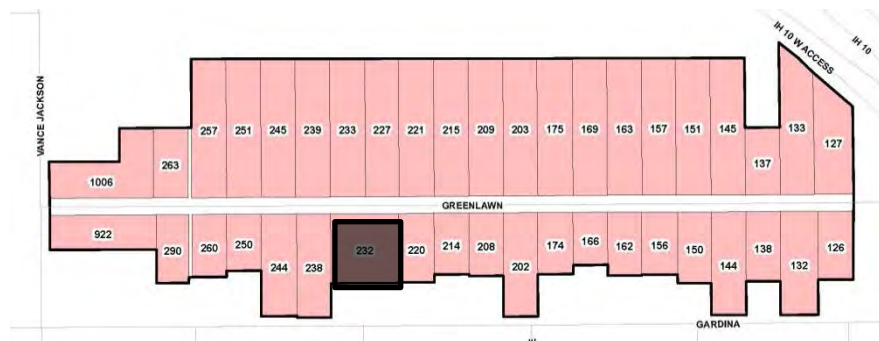 IH 10
IH 10 W ACCESS
VANCE JACKSON
257 251 245 239 233 227 221 215 209 203 175 169 163 157 151 145 133
127
263 137
1006
GREENLAWN
922
290 260 250 232 220 214 208 174 166 162 156 150 138 126
244 238 202 144 132
GARDINA